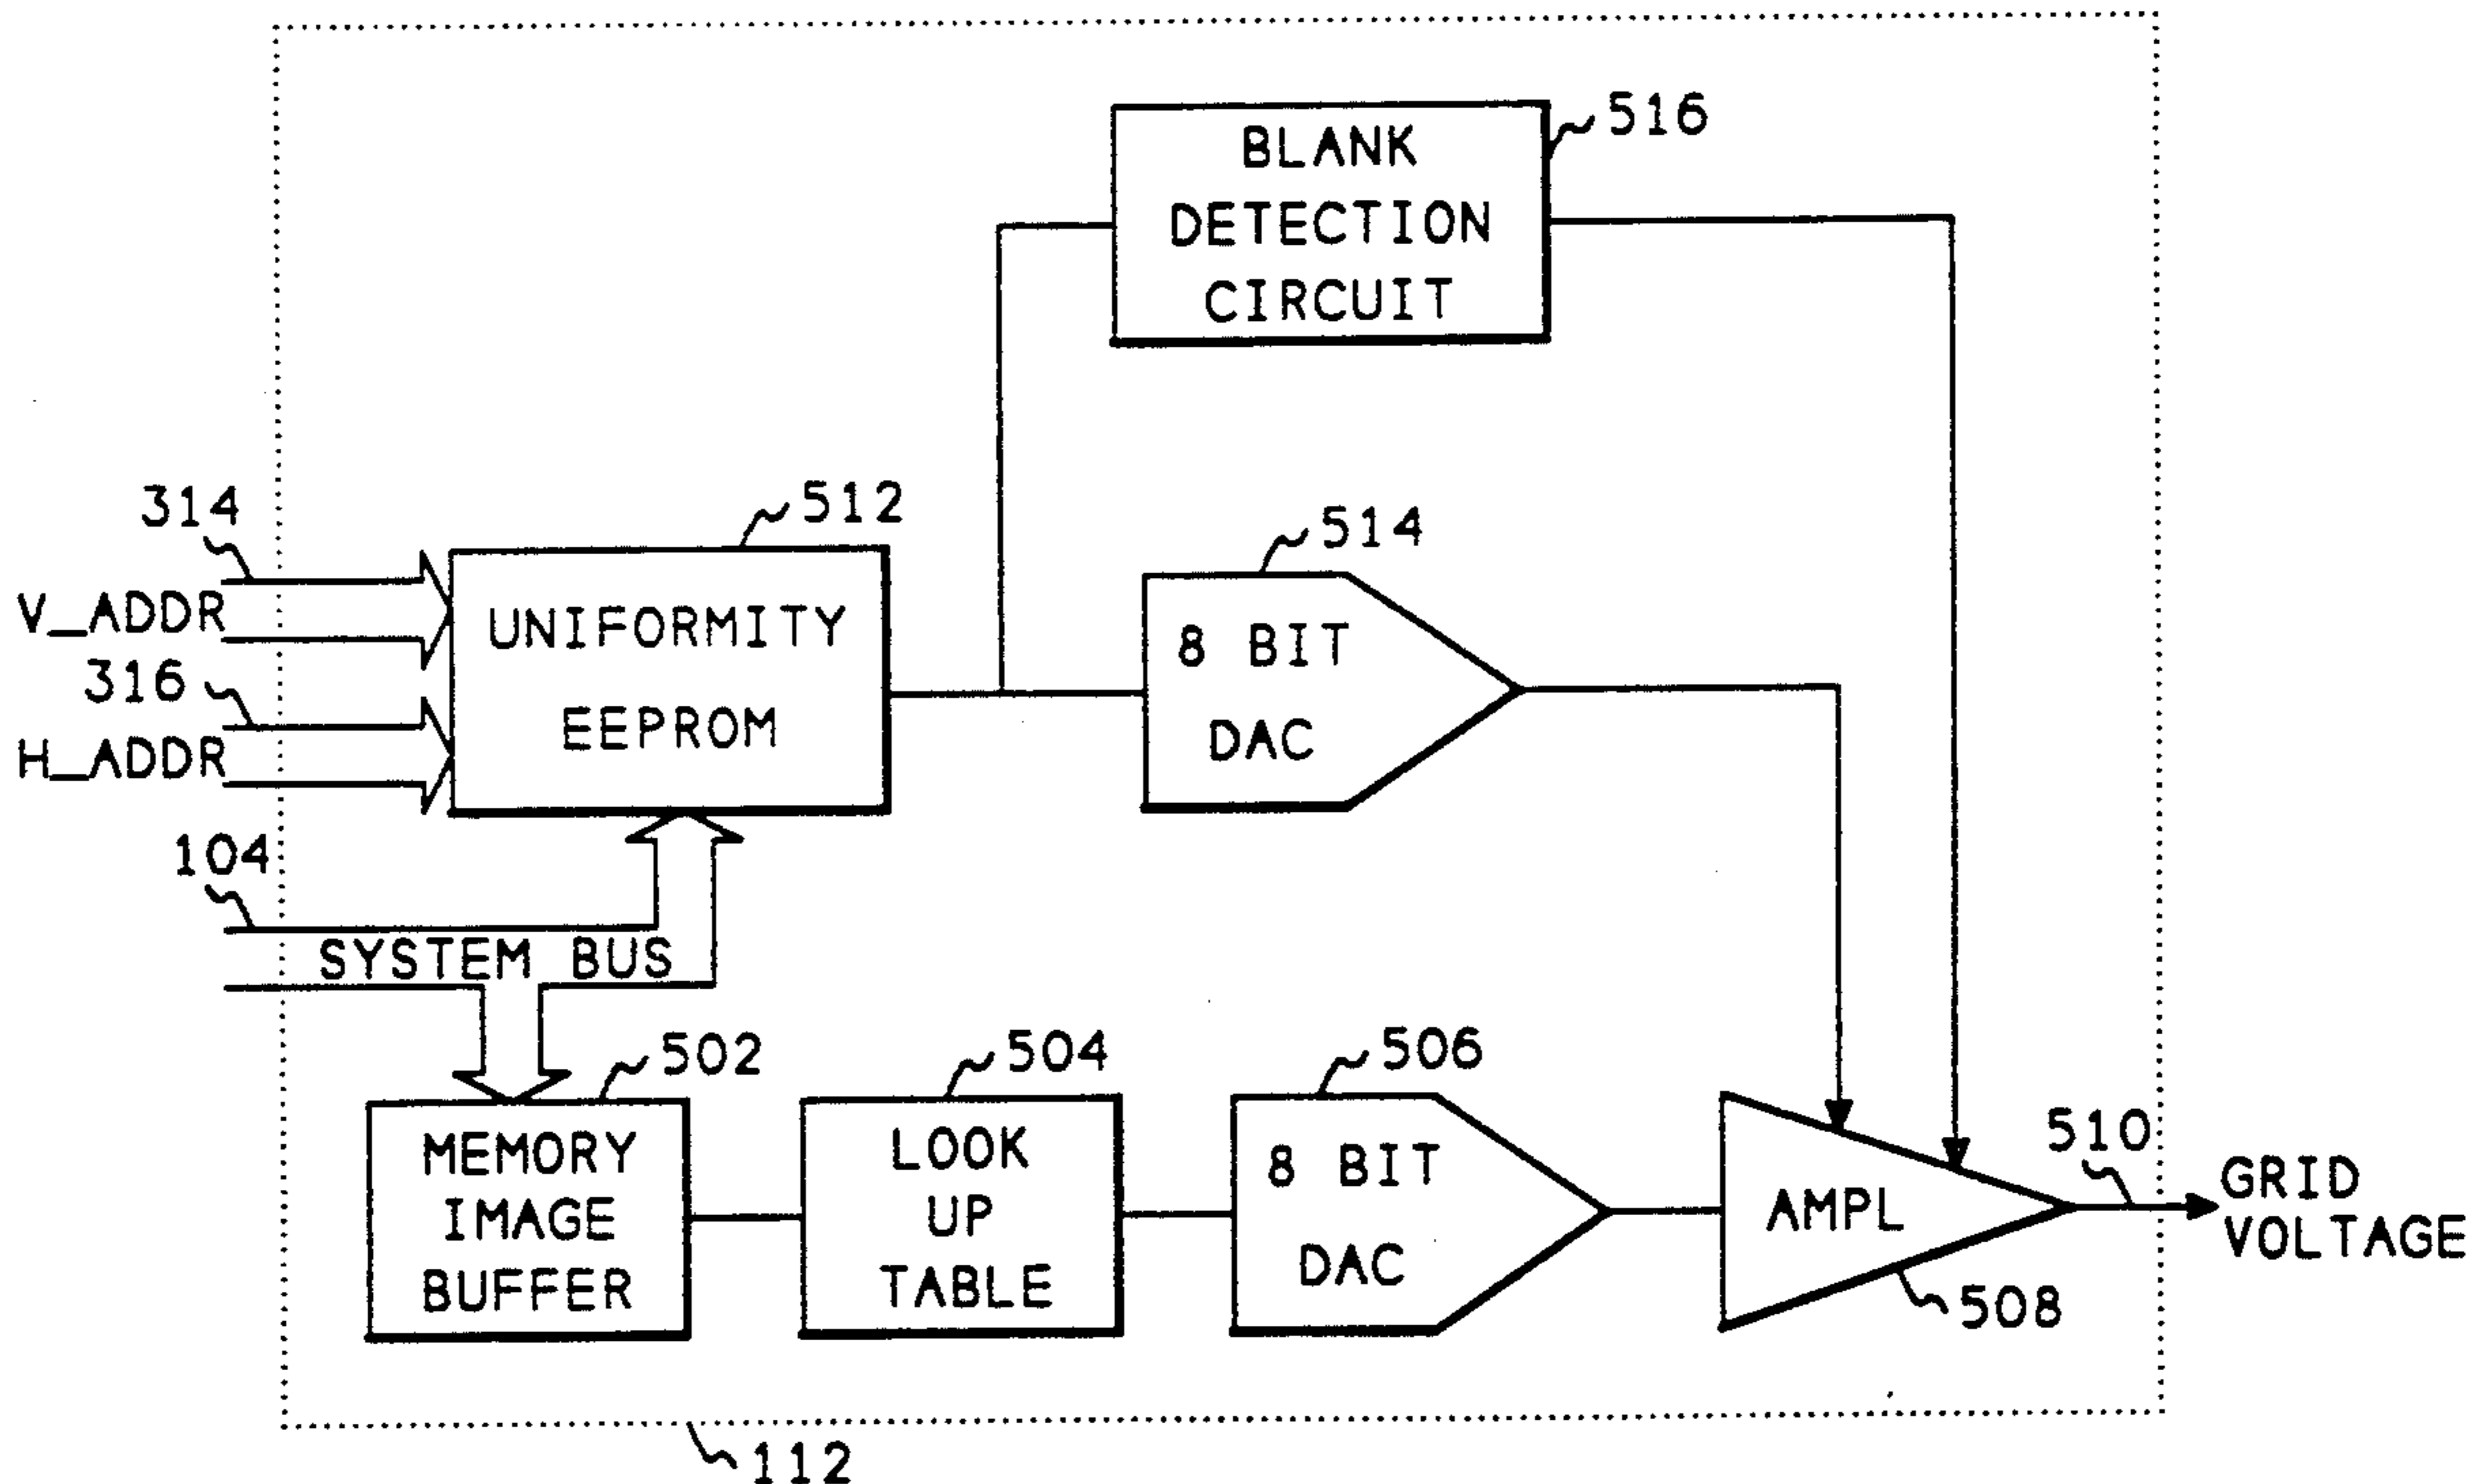 516
BLANK
DETECTION
CIRCUIT
314
512
514
V_ADDR
UNIFORMITY
EEPROM
8 BIT
DAC
316
H_ADDR
104
SYSTEM BUS
502
504
506
MEMORY
IMAGE
BUFFER
LOOK
UP
TABLE
8 BIT
DAC
AMPL
510
GRID
VOLTAGE
508
112